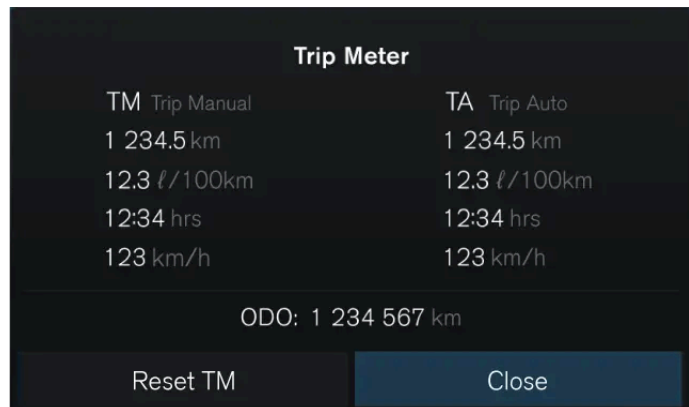 Trip Meter
TM Trip Manual TA Trip Auto
1 234.5 km 1 234.5 km
12.3 ℓ/100km 12.3 ℓ/100km
12:34 hrs 12:34 hrs
123 km/h 123 km/h
ODO: 1 234 567 km
Reset TM Close